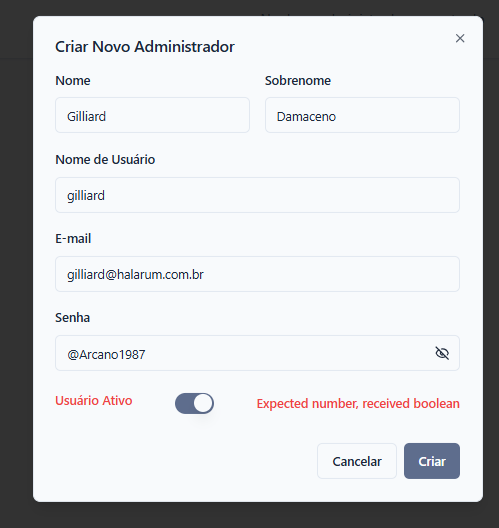 Criar Novo Administrador
Nome Sobrenome
Gilliard Damaceno
Nome de Usuário
gilliard
E-mail
gilliard@halarum.com.br
Senha
@Arcano1987
Usuário Ativo Expected number, received boolean
Cancelar Criar